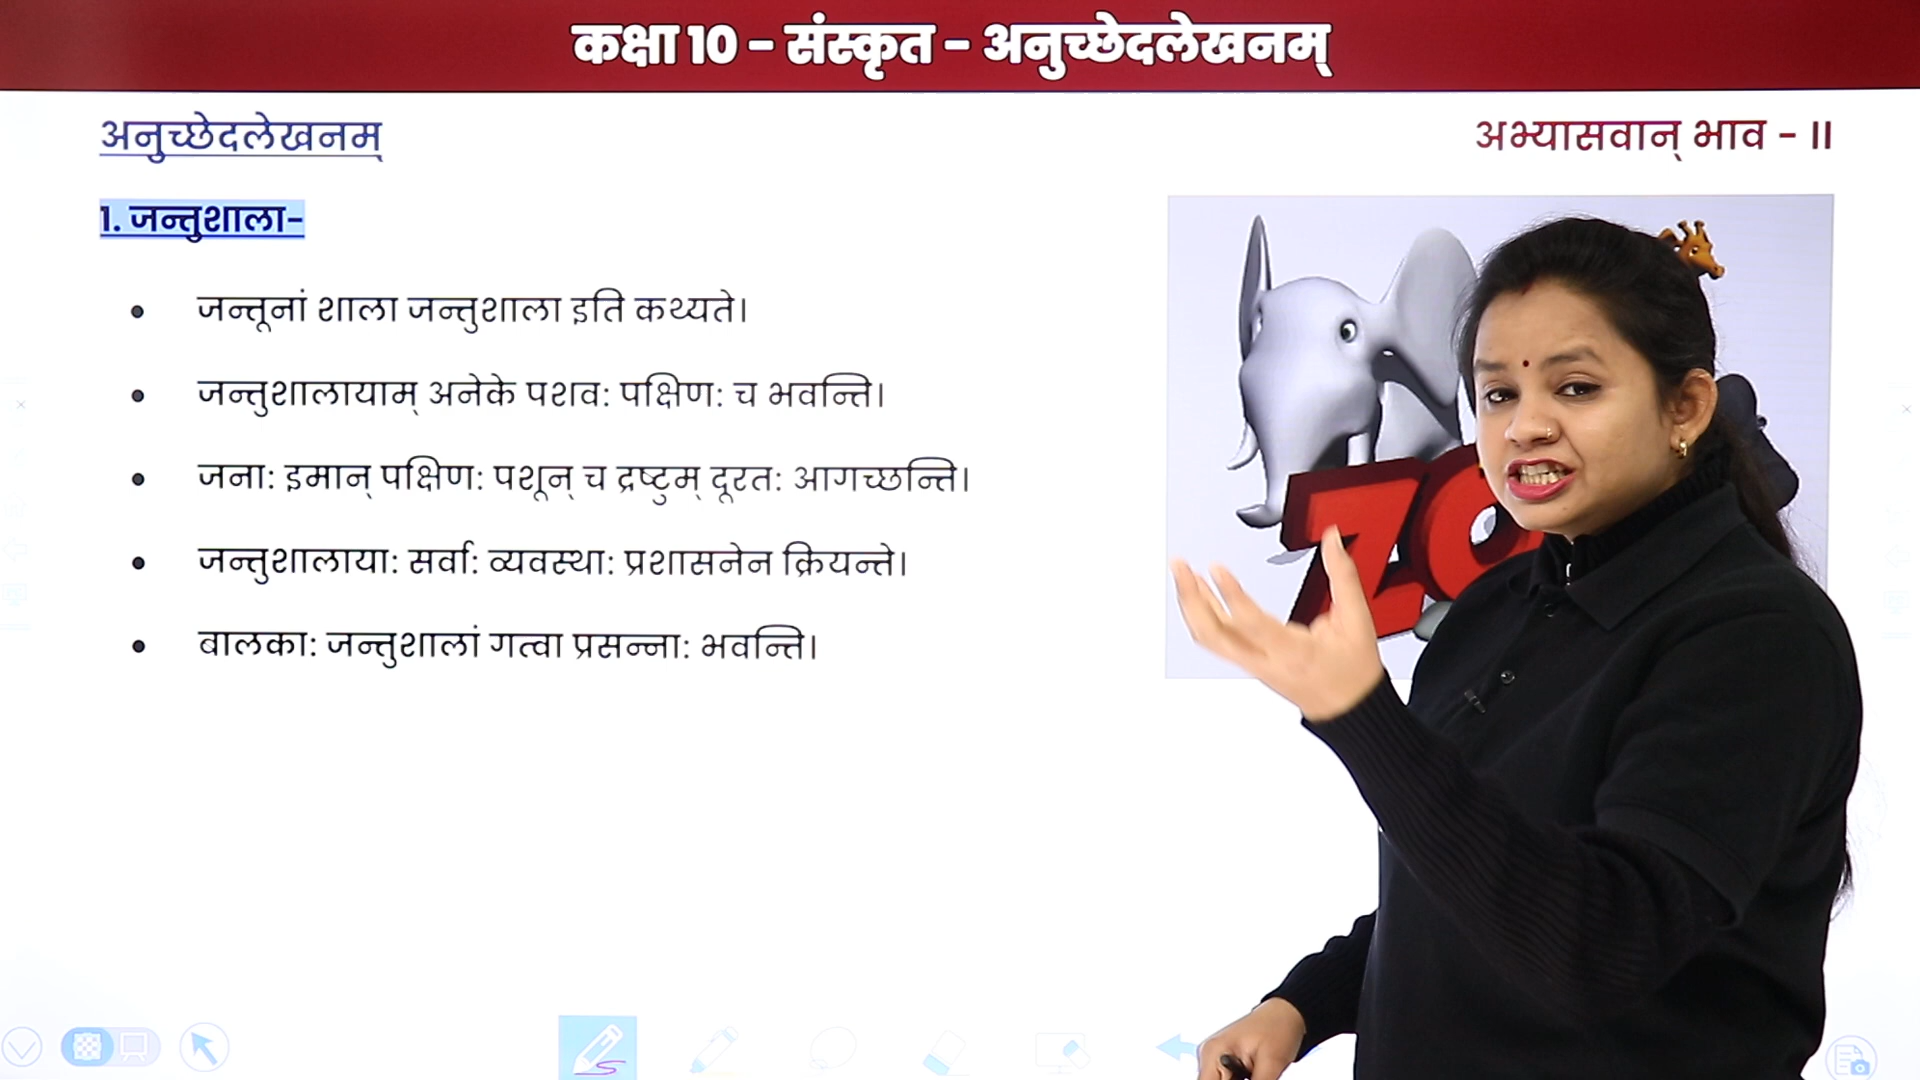 कक्षा 10 - संस्कृत - अनुच्छेदलेखनम्
अनुच्छेदलेखनम्
अभ्यासवान् भाव - II
1. जन्तुशाला-
• जन्तूनां शाला जन्तुशाला इति कथ्यते।
• जन्तुशालायाम् अनेके पशवः पक्षिणः च भवन्ति।
• जनाः इमान् पक्षिणः पशून् च द्रष्टुम् दूरतः आगच्छन्ति।
• जन्तुशालायाः सर्वाः व्यवस्थाः प्रशासनेन क्रियन्ते।
• बालकाः जन्तुशालां गत्वा प्रसन्नाः भवन्ति।